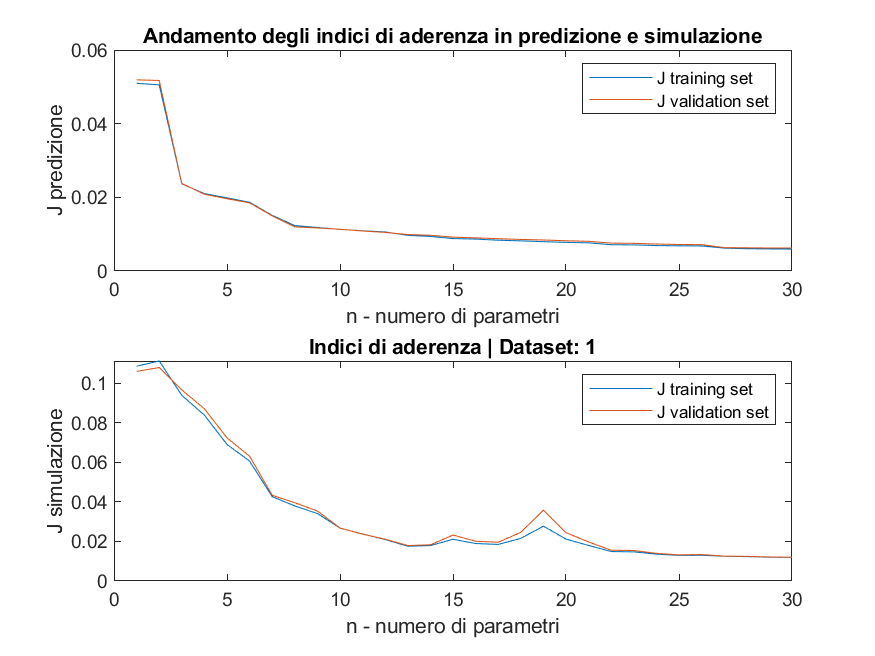 Andamento degli indici di aderenza in predizione e simulazione
J predizione
0.06
0.04
0.02
0
J training set
J validation set
0 5 10 15 20 25 30
n - numero di parametri
Indici di aderenza | Dataset: 1
J simulazione
0.1
0.08
0.06
0.04
0.02
0
J training set
J validation set
0 5 10 15 20 25 30
n - numero di parametri